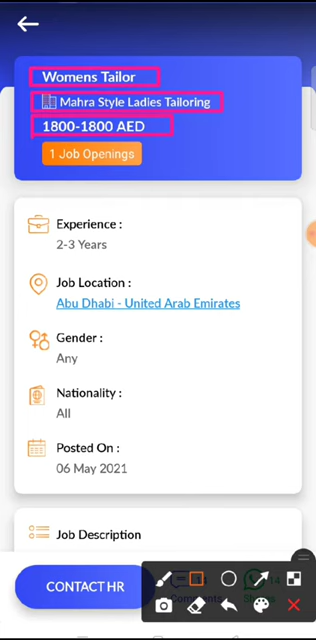 Womens Tailor
Mahra Style Ladies Tailoring
1800-1800 AED
1 Job Openings
Experience :
2-3 Years
Job Location :
Abu Dhabi - United Arab Emirates
Gender :
Any
Nationality :
All
Posted On :
06 May 2021
Job Description
CONTACT HR